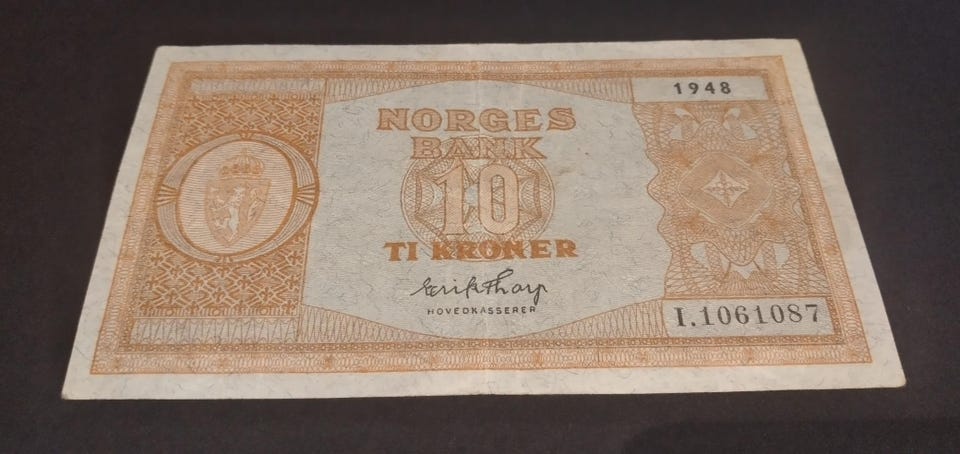 1948
NORGES
BANK
10
TI KRONER
Erik Thorp
HOVEDKASSERER
I.1061087